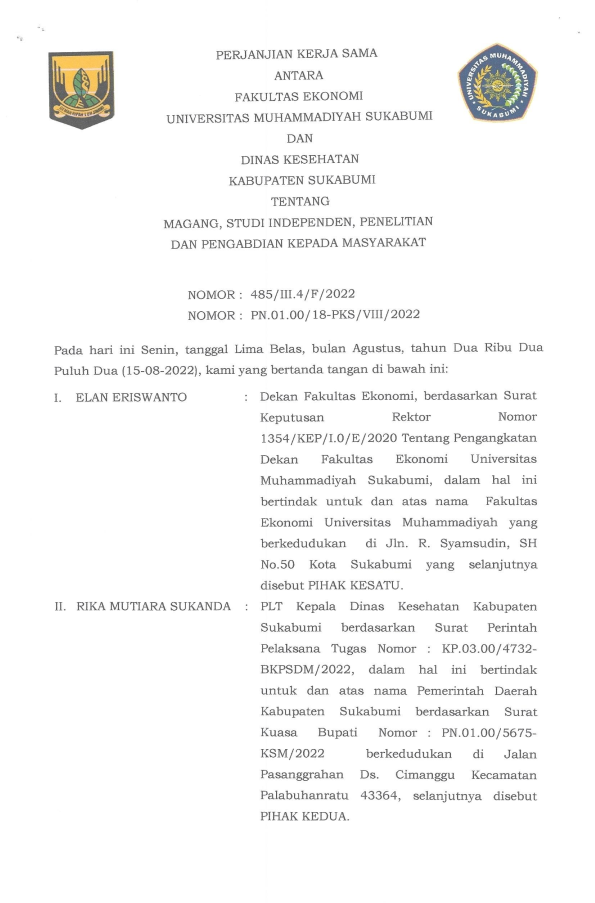 PERJANJIAN KERJA SAMA
ANTARA
FAKULTAS EKONOMI
UNIVERSITAS MUHAMMADIYAH SUKABUMI
DAN
DINAS KESEHATAN
KABUPATEN SUKABUMI
TENTANG
MAGANG, STUDI INDEPENDEN, PENELITIAN
DAN PENGABDIAN KEPADA MASYARAKAT
UNIVERSITAS MUHAMMADIYAH
SUKABUMI
NOMOR : 485/III.4/F/2022
NOMOR : PN.01.00/18-PKS/VIII/2022
Pada hari ini Senin, tanggal Lima Belas, bulan Agustus, tahun Dua Ribu Dua
Puluh Dua (15-08-2022), kami yang bertanda tangan di bawah ini:
I. ELAN ERISWANTO : Dekan Fakultas Ekonomi, berdasarkan Surat
Keputusan Rektor Nomor
1354/KEP/I.0/E/2020 Tentang Pengangkatan
Dekan Fakultas Ekonomi Universitas
Muhammadiyah Sukabumi, dalam hal ini
bertindak untuk dan atas nama Fakultas
Ekonomi Universitas Muhammadiyah yang
berkedudukan di Jln. R. Syamsudin, SH
No.50 Kota Sukabumi yang selanjutnya
disebut PIHAK KESATU.
II. RIKA MUTIARA SUKANDA : PLT Kepala Dinas Kesehatan Kabupaten
Sukabumi berdasarkan Surat Perintah
Pelaksana Tugas Nomor : KP.03.00/4732-
BKPSDM/2022, dalam hal ini bertindak
untuk dan atas nama Pemerintah Daerah
Kabupaten Sukabumi berdasarkan Surat
Kuasa Bupati Nomor : PN.01.00/5675-
KSM/2022 berkedudukan di Jalan
Pasanggrahan Ds. Cimanggu Kecamatan
Palabuhanratu 43364, selanjutnya disebut
PIHAK KEDUA.